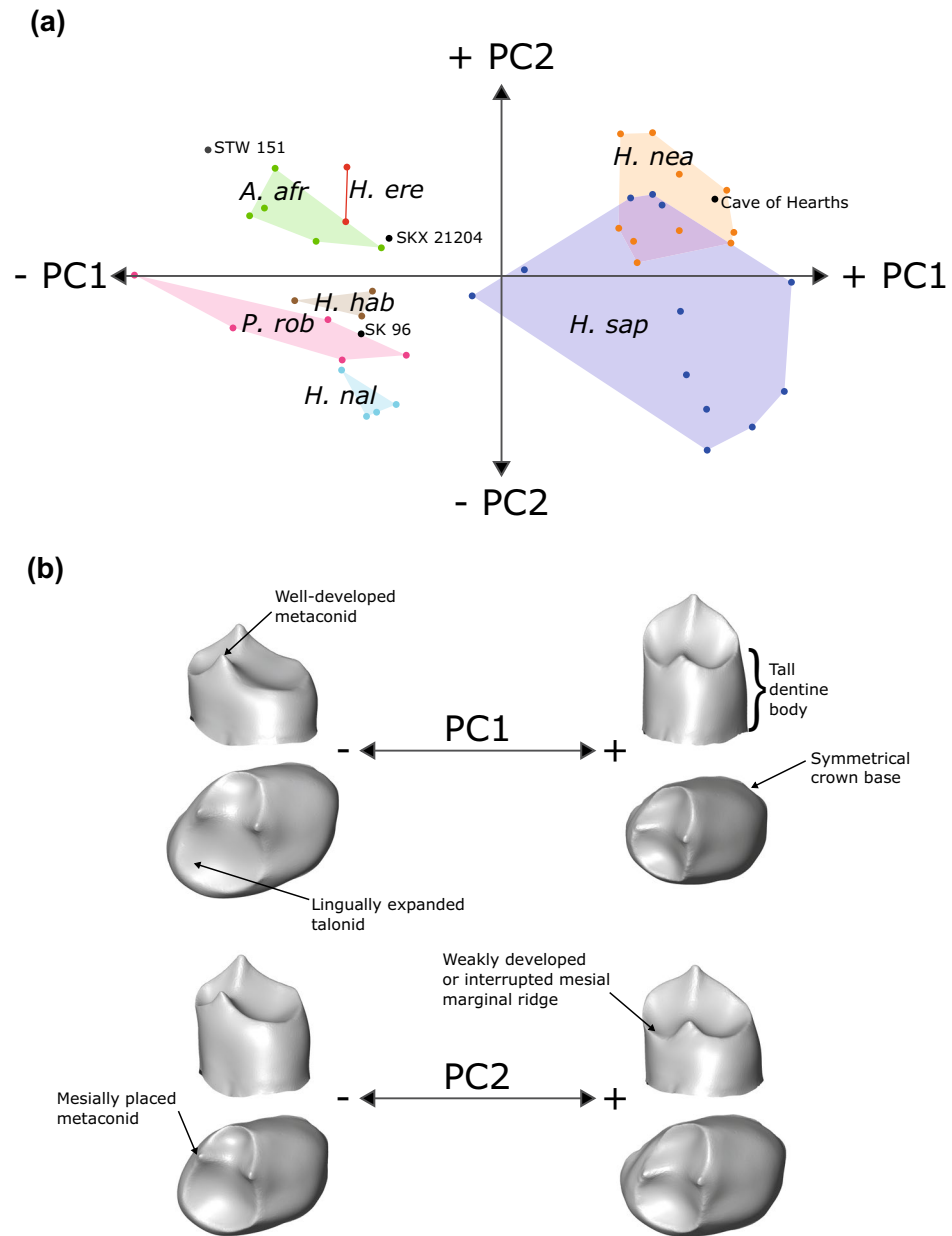 (a)
+ PC2
STW 151
A. afr
H. ere
SKX 21204
H. nea
Cave of Hearths
- PC1
+ PC1
H. hab
P. rob
SK 96
H. sap
H. nal
- PC2
(b)
Well-developed
metaconid
Tall
dentine
body
PC1
-
+
Symmetrical
crown base
Lingually expanded
talonid
Weakly developed
or interrupted mesial
marginal ridge
PC2
-
+
Mesially placed
metaconid